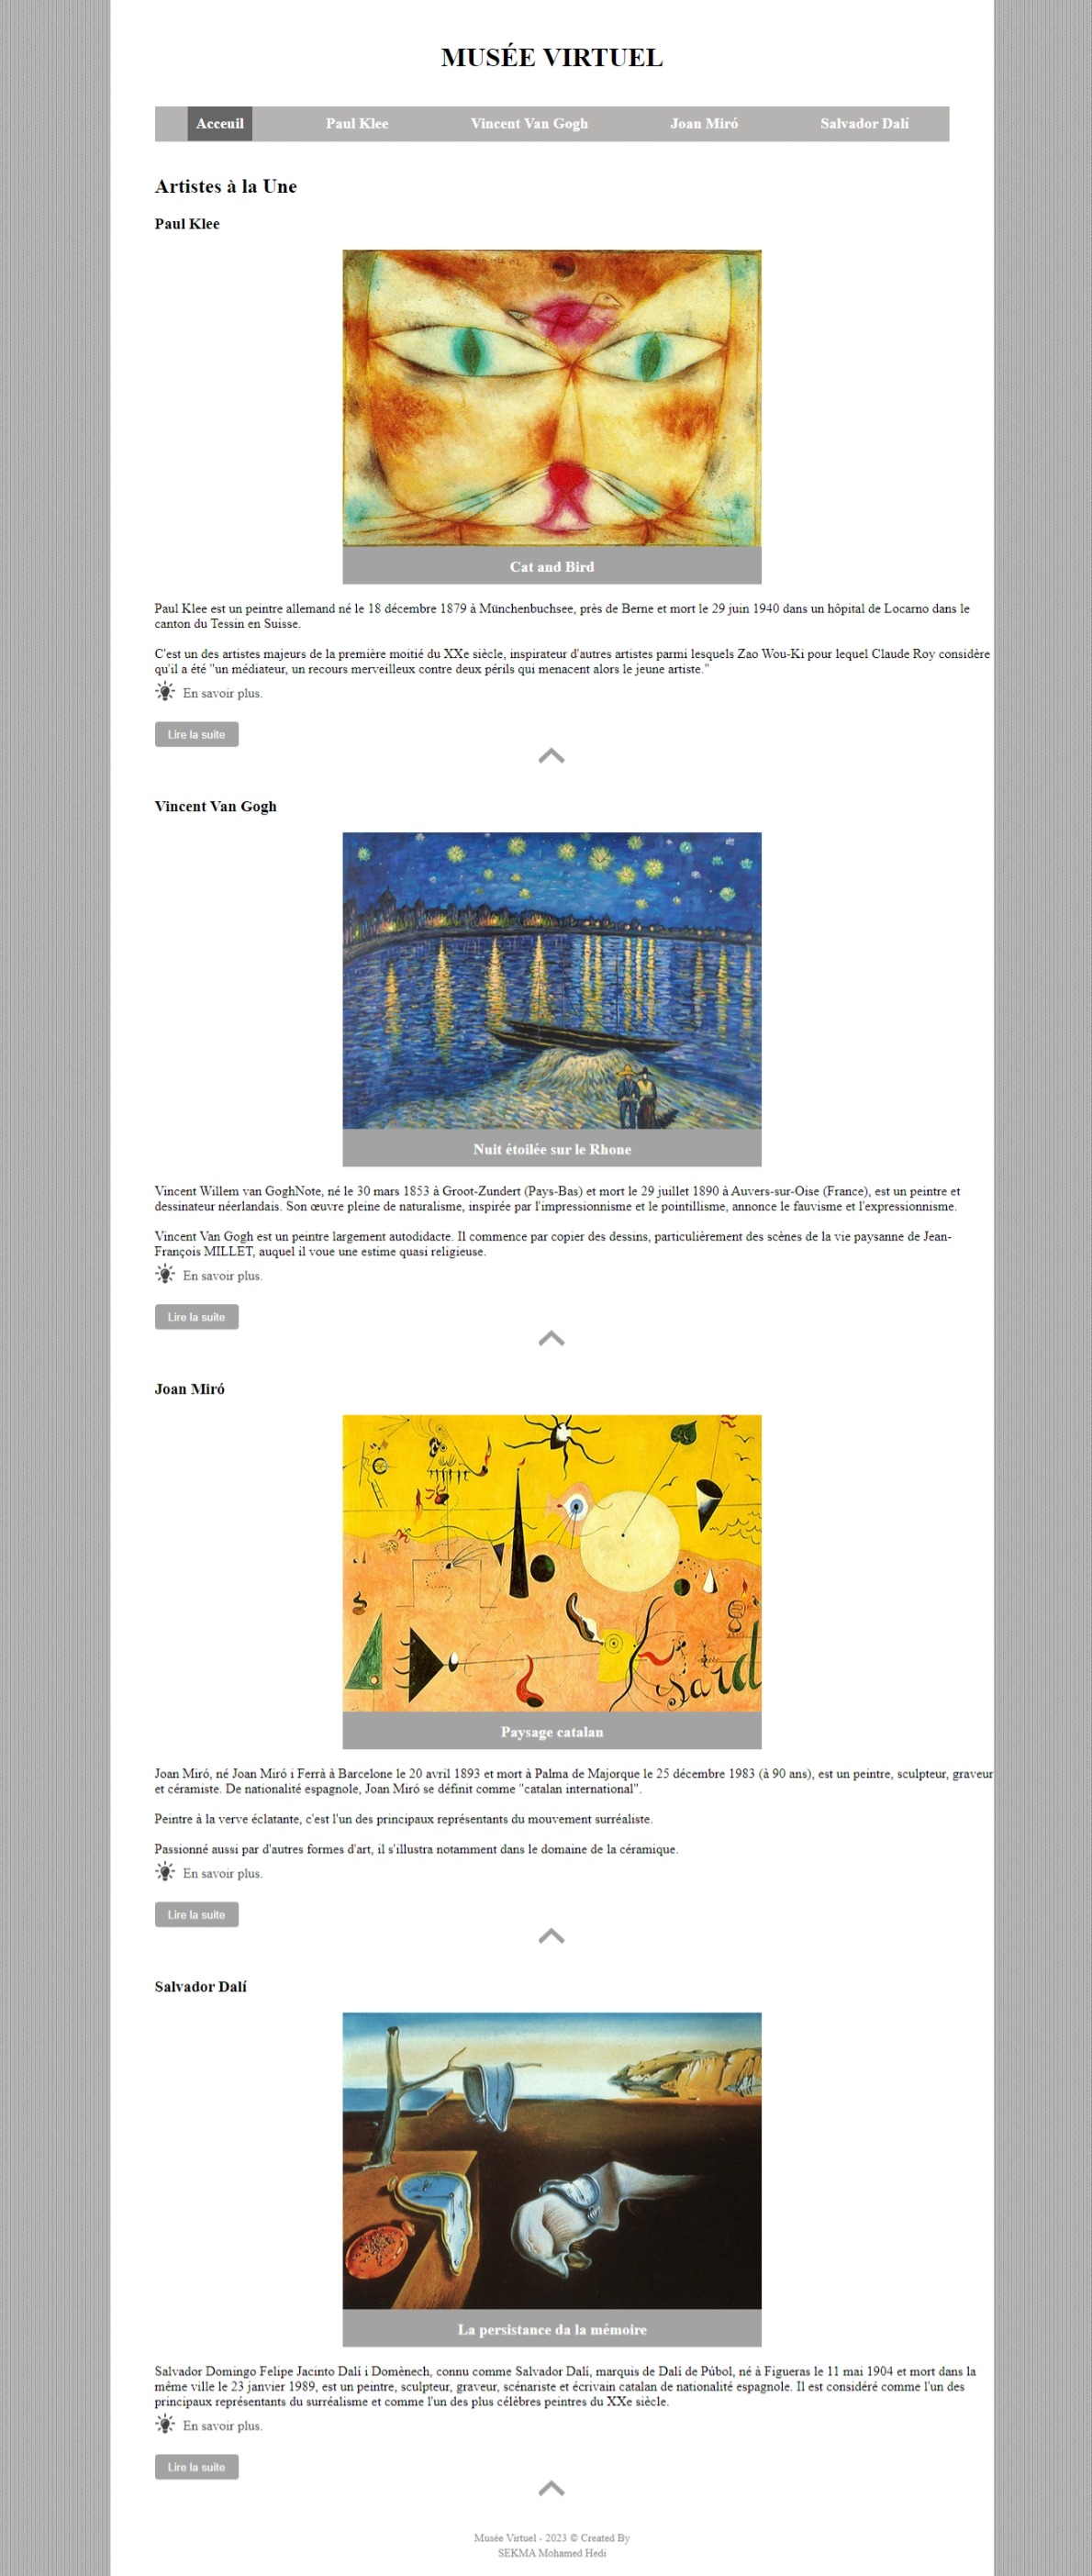 MUSÉE VIRTUEL
Acceuil Paul Klee Vincent Van Gogh Joan Miró Salvador Dalí
Artistes à la Une
Paul Klee
Cat and Bird
Paul Klee est un peintre allemand né le 18 décembre 1879 à Münchenbuchsee, près de Berne et mort le 29 juin 1940 dans un hôpital de Locarno dans le
canton du Tessin en Suisse.
C'est un des artistes majeurs de la première moitié du XXe siècle, inspirateur d'autres artistes parmi lesquels Zao Wou-Ki pour lequel Claude Roy considère
qu'il a été "un médiateur, un recours merveilleux contre deux périls qui menacent alors le jeune artiste."
En savoir plus.
Lire la suite
Vincent Van Gogh
Nuit étoilée sur le Rhone
Vincent Willem van GoghNote, né le 30 mars 1853 à Groot-Zundert (Pays-Bas) et mort le 29 juillet 1890 à Auvers-sur-Oise (France), est un peintre et
dessinateur néerlandais. Son œuvre pleine de naturalisme, inspirée par l'impressionnisme et le pointillisme, annonce le fauvisme et l'expressionnisme.
Vincent Van Gogh est un peintre largement autodidacte. Il commence par copier des dessins, particulièrement des scènes de la vie paysanne de Jean-
François MILLET, auquel il voue une estime quasi religieuse.
En savoir plus.
Lire la suite
Joan Miró
Sard
Paysage catalan
Joan Miró, né Joan Miró i Ferrà à Barcelone le 20 avril 1893 et mort à Palma de Majorque le 25 décembre 1983 (à 90 ans), est un peintre, sculpteur, graveur
et céramiste. De nationalité espagnole, Joan Miró se définit comme "catalan international".
Peintre à la verve éclatante, c'est l'un des principaux représentants du mouvement surréaliste.
Passionné aussi par d'autres formes d'art, il s'illustra notamment dans le domaine de la céramique.
En savoir plus.
Lire la suite
Salvador Dalí
La persistance da la mémoire
Salvador Domingo Felipe Jacinto Dalí i Domènech, connu comme Salvador Dalí, marquis de Dalí de Púbol, né à Figueras le 11 mai 1904 et mort dans la
même ville le 23 janvier 1989, est un peintre, sculpteur, graveur, scénariste et écrivain catalan de nationalité espagnole. Il est considéré comme l'un des
principaux représentants du surréalisme et comme l'un des plus célèbres peintres du XXe siècle.
En savoir plus.
Lire la suite
Musée Virtuel - 2023 © Created By
SEKMA Mohamed Hedi